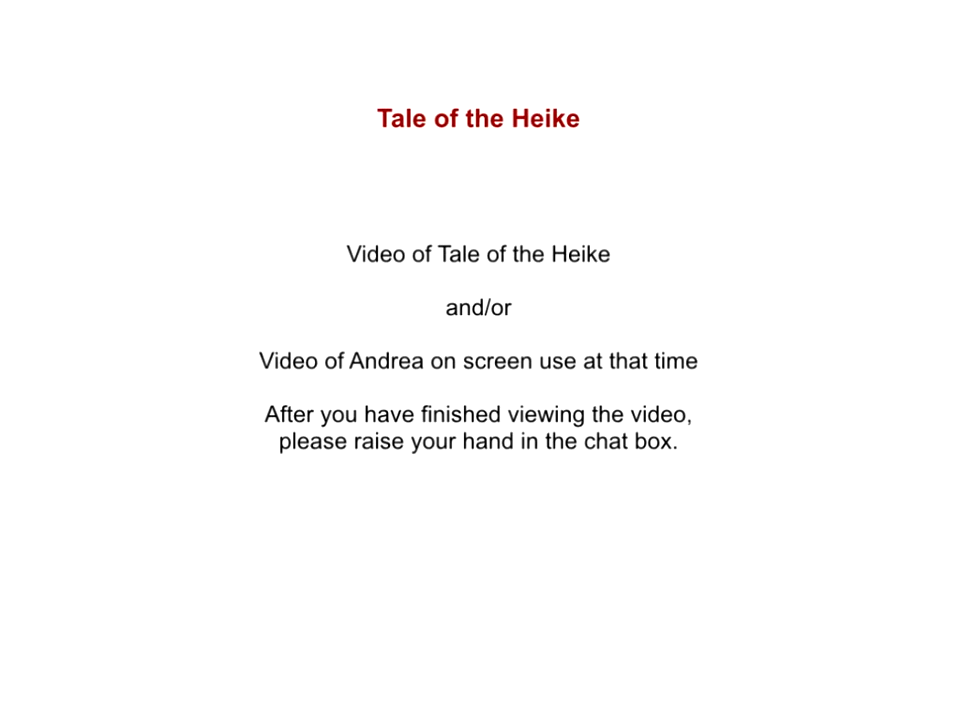 Tale of the Heike
Video of Tale of the Heike
and/or
Video of Andrea on screen use at that time
After you have finished viewing the video,
please raise your hand in the chat box.